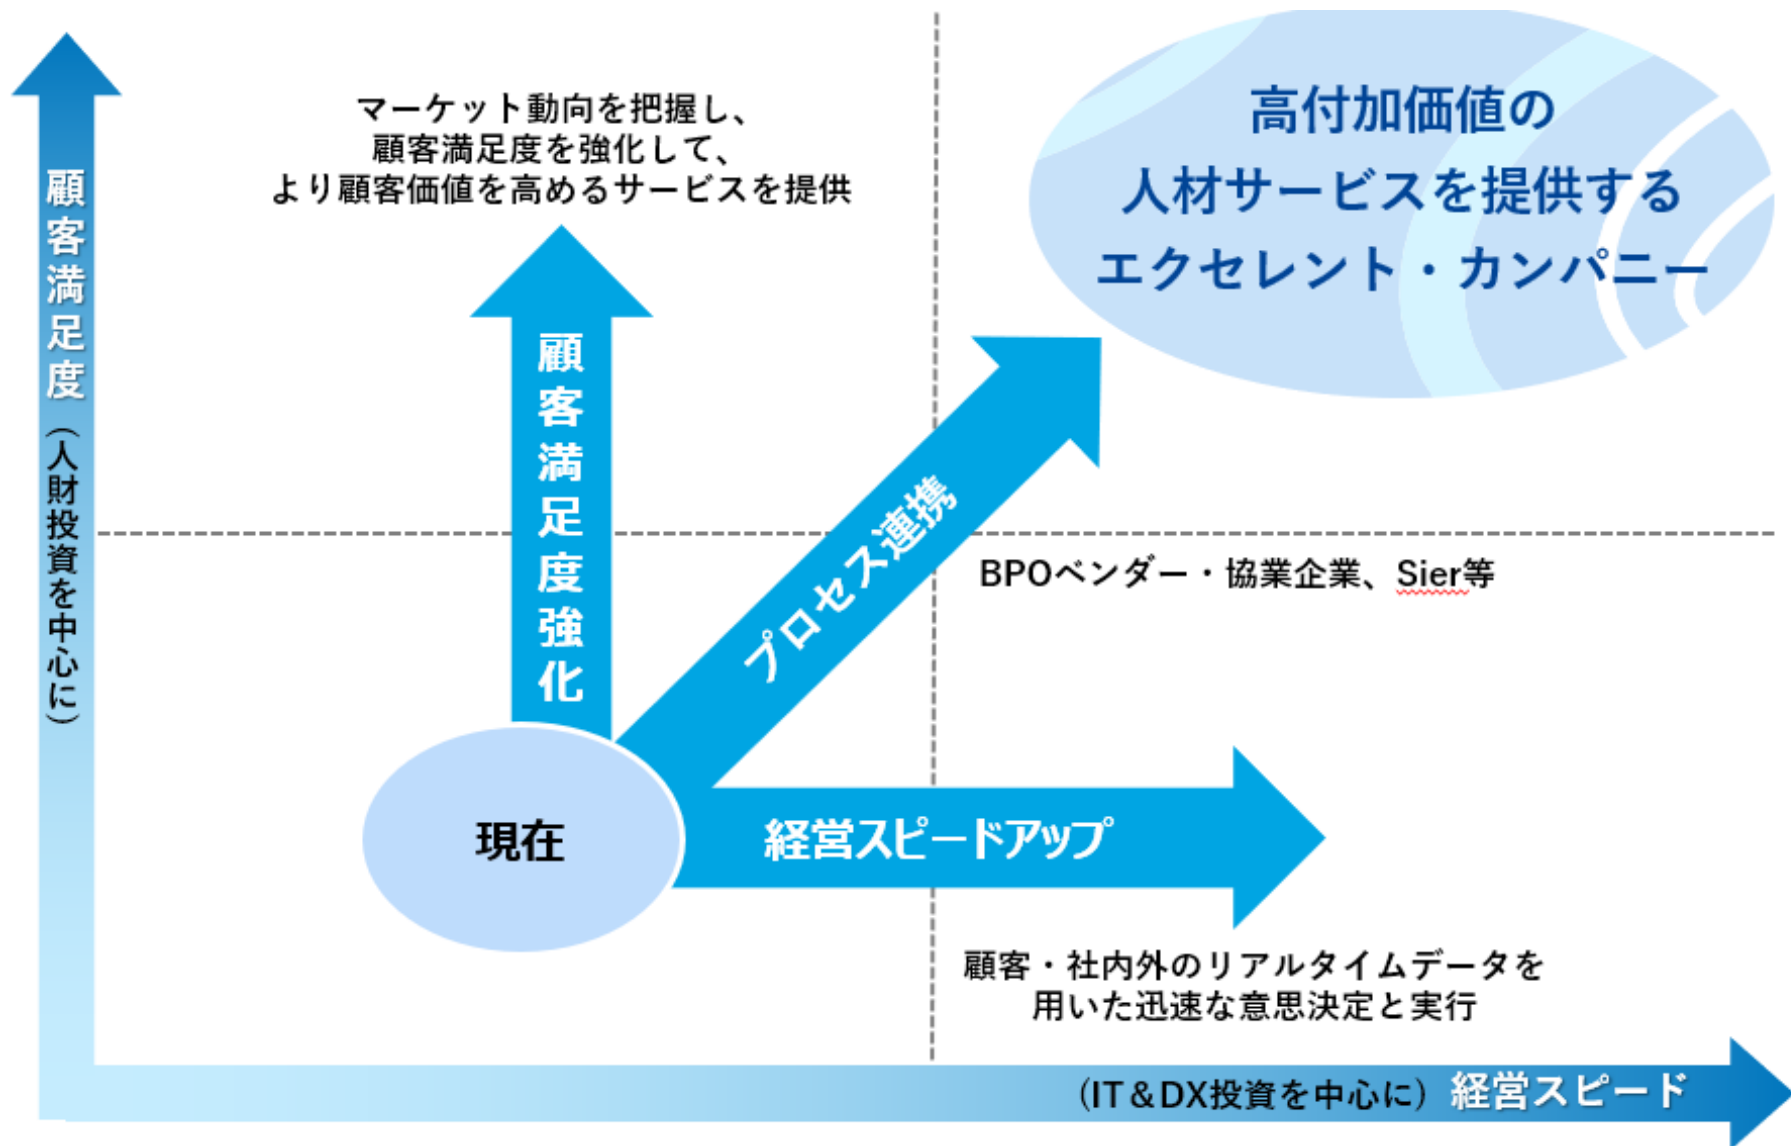 顧客満足度
（人財投資を中心に）
マーケット動向を把握し、
顧客満足度を強化して、
より顧客価値を高めるサービスを提供
高付加価値の
人材サービスを提供する
エクセレント・カンパニー
顧客満足度強化
プロセス連携
BPOベンダー・協業企業、Sier等
現在
経営スピードアップ
顧客・社内外のリアルタイムデータを
用いた迅速な意思決定と実行
（IT＆DX投資を中心に）経営スピード